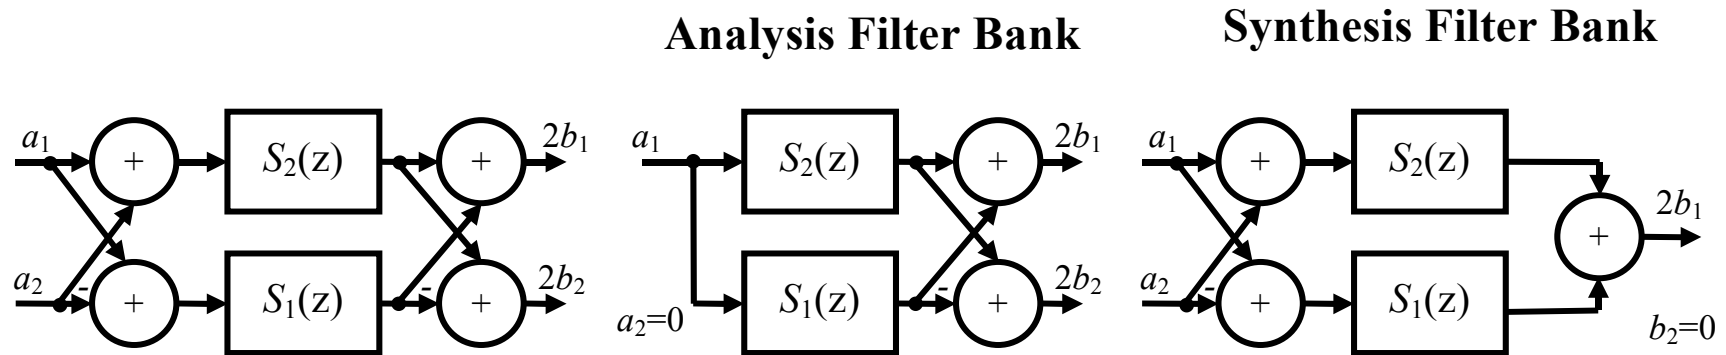 Analysis Filter Bank
Synthesis Filter Bank
a₁ + S₂(z) + 2b₁
a₂ - + S₁(z) - + 2b₂
a₁ S₂(z) + 2b₁
a₂=0 S₁(z) - + 2b₂
a₁ + S₂(z)
+ 2b₁
a₂ - + S₁(z)
b₂=0